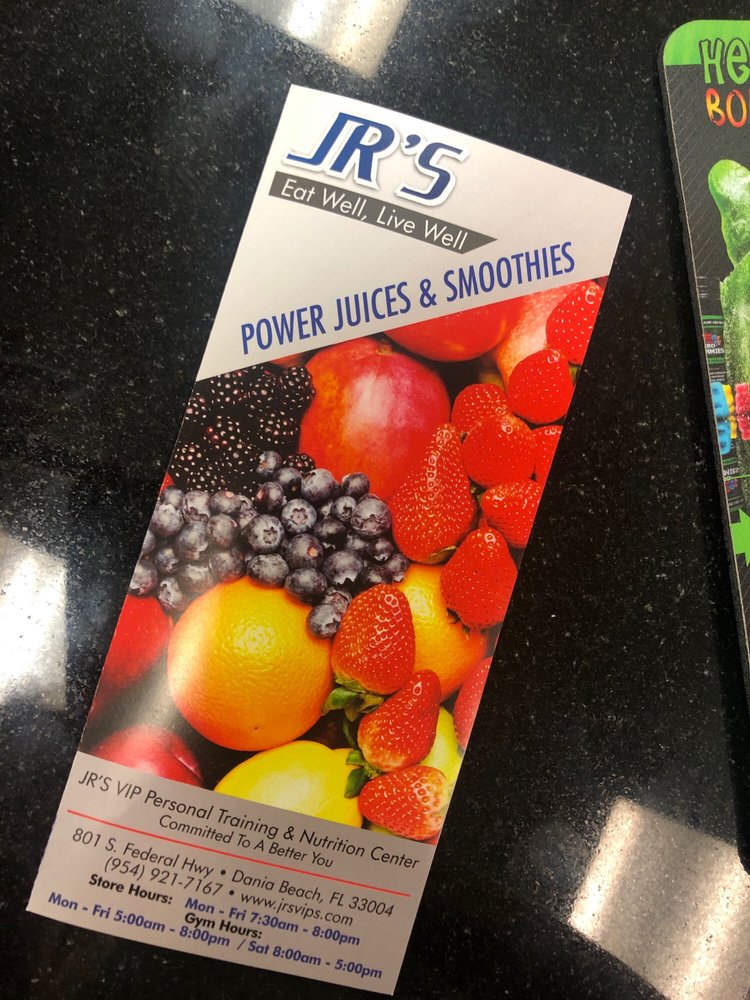 JR'S
Eat Well, Live Well
POWER JUICES & SMOOTHIES
JR'S VIP Personal Training & Nutrition Center
Committed To A Better You
801 S. Federal Hwy • Dania Beach, FL 33004
(954) 921-7167 • www.jrsvips.com
Store Hours: Mon - Fri 7:30am - 8:00pm
Gym Hours:
Mon - Fri 5:00am - 8:00pm / Sat 8:00am - 5:00pm